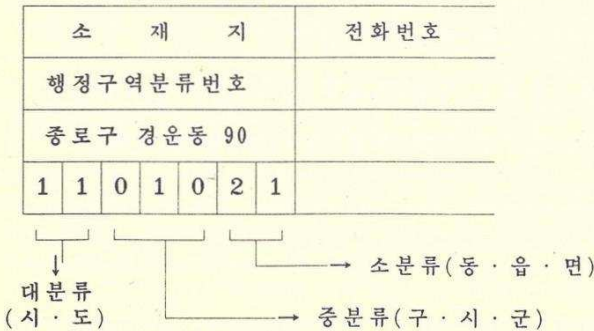 소 재 지 전화번호
행정구역분류번호
종로구 경운동 90
1 1 0 1 0 2 1
소분류(동·읍·면)
대분류
(시·도)
중분류(구·시·군)